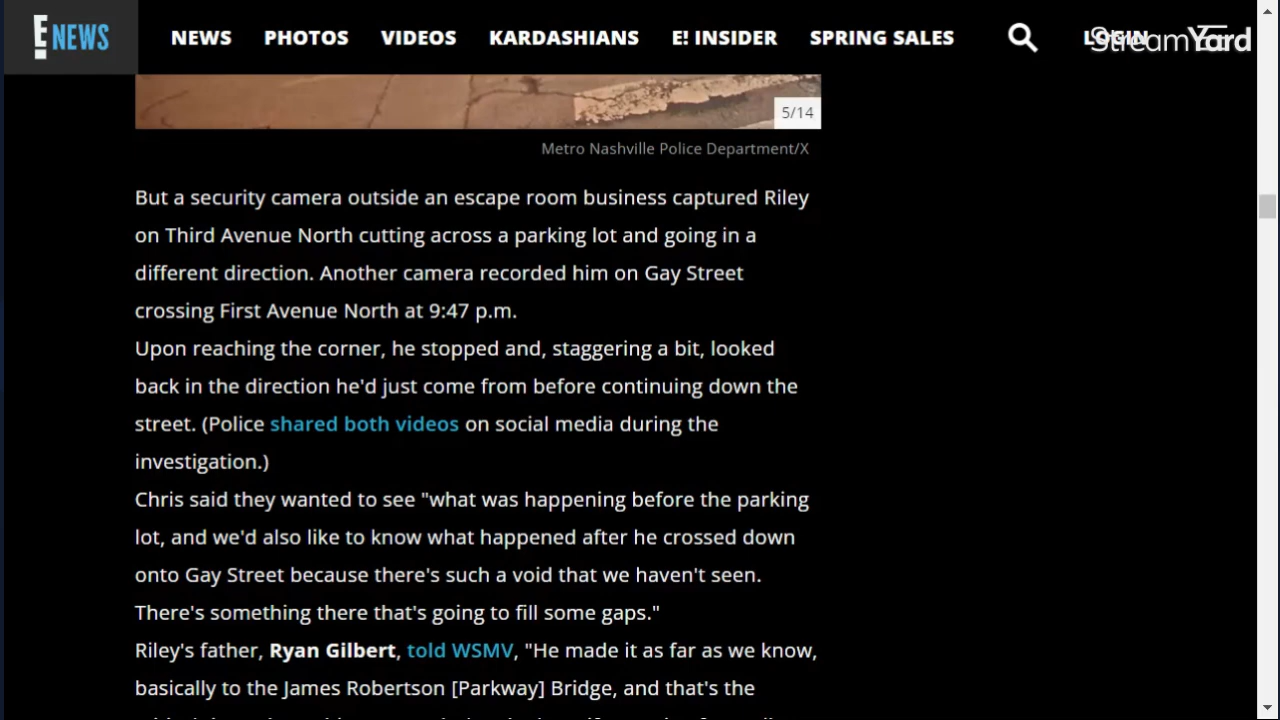 E NEWS
NEWS PHOTOS VIDEOS KARDASHIANS E! INSIDER SPRING SALES LOGIN
StreamYard
5/14
Metro Nashville Police Department/X
But a security camera outside an escape room business captured Riley
on Third Avenue North cutting across a parking lot and going in a
different direction. Another camera recorded him on Gay Street
crossing First Avenue North at 9:47 p.m.
Upon reaching the corner, he stopped and, staggering a bit, looked
back in the direction he'd just come from before continuing down the
street. (Police shared both videos on social media during the
investigation.)
Chris said they wanted to see "what was happening before the parking
lot, and we'd also like to know what happened after he crossed down
onto Gay Street because there's such a void that we haven't seen.
There's something there that's going to fill some gaps."
Riley's father, Ryan Gilbert, told WSMV, "He made it as far as we know,
basically to the James Robertson [Parkway] Bridge, and that's the